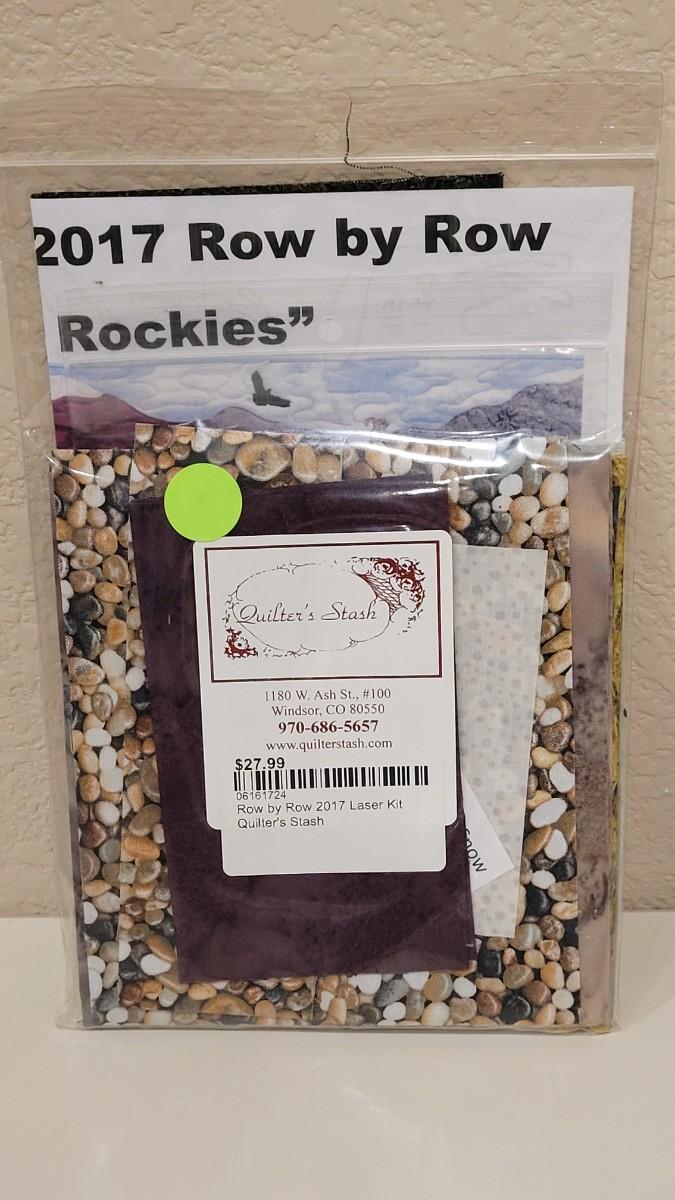 2017 Row by Row
Rockies”
Quilter's Stash
1180 W. Ash St., #100
Windsor, CO 80550
970-686-5657
www.quilterstash.com
$27.99
06161724
Row by Row 2017 Laser Kit
Quilter's Stash